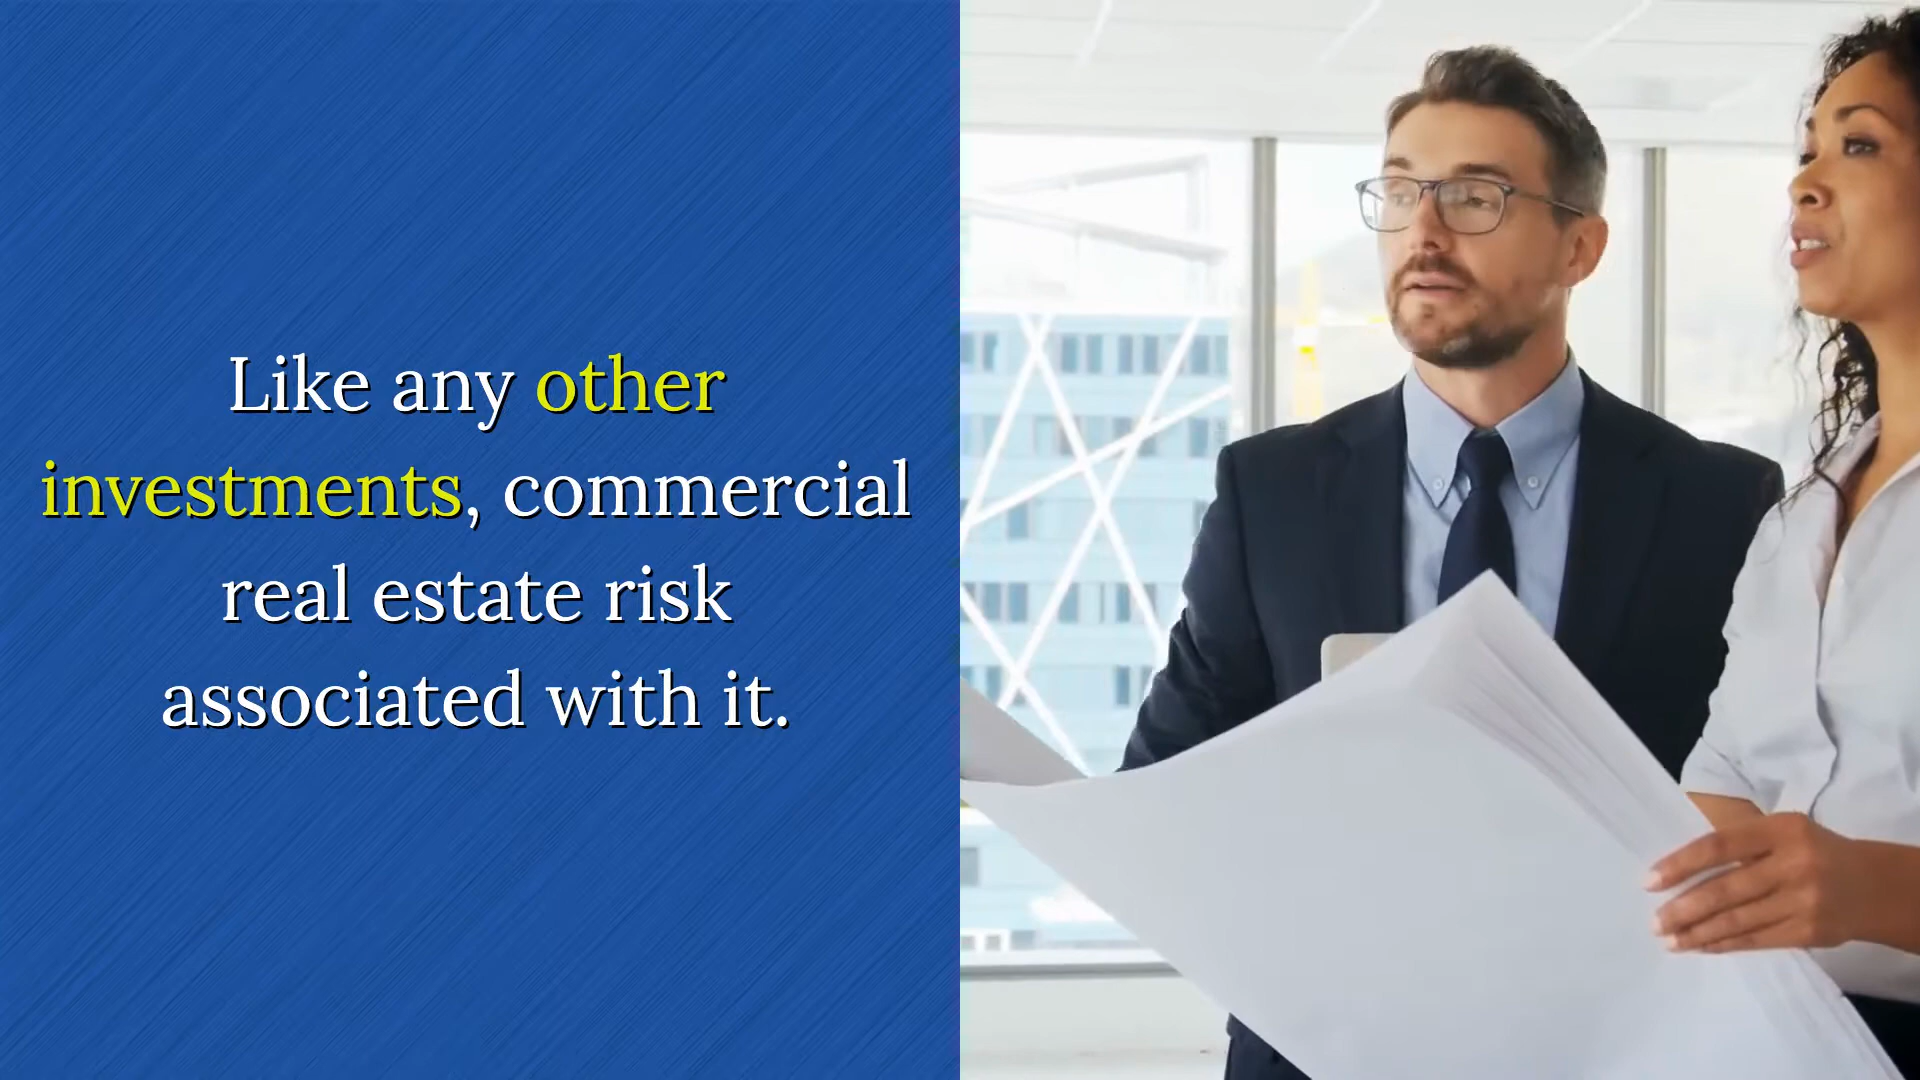 Like any other
investments, commercial
real estate risk
associated with it.